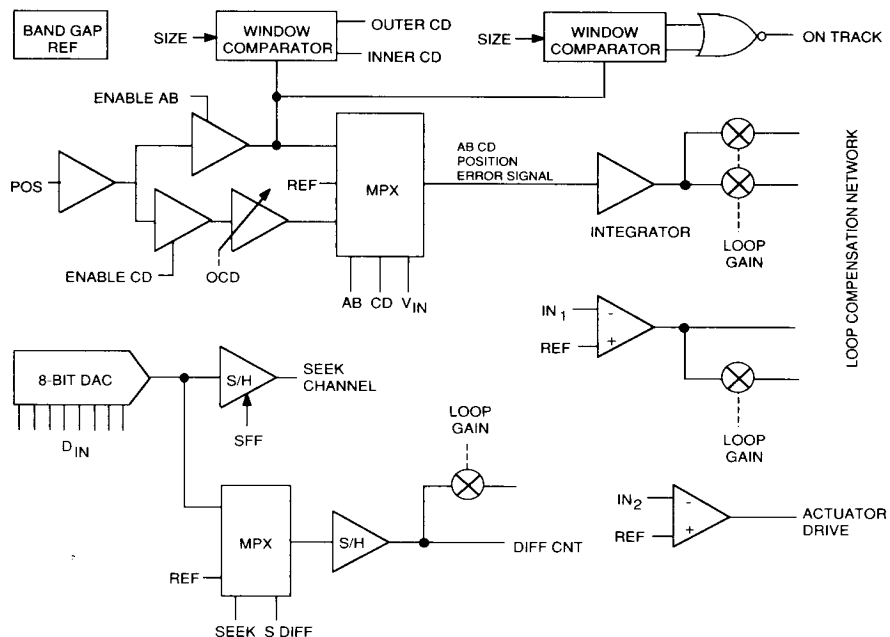 BAND GAP
REF
SIZE
WINDOW
COMPARATOR
OUTER CD
INNER CD
SIZE
WINDOW
COMPARATOR
ON TRACK
ENABLE AB
POS
REF
MPX
AB CD
POSITION
ERROR SIGNAL
INTEGRATOR
LOOP
GAIN
ENABLE CD
OCD
AB CD VIN
LOOP COMPENSATION NETWORK
IN1
REF
-
+
LOOP
GAIN
8-BIT DAC
DIN
S/H
SEEK
CHANNEL
SFF
LOOP
GAIN
MPX
REF
SEEK S DIFF
S/H
DIFF CNT
IN2
REF
-
+
ACTUATOR
DRIVE